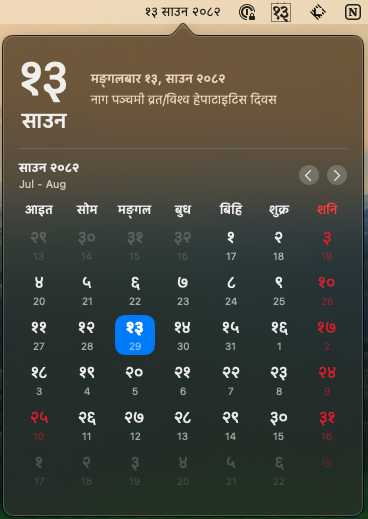 १३ साउन २०८२ १३ N
१३
साउन
मङ्गलबार १३, साउन २०८२
नाग पञ्चमी व्रत/विश्व हेपाटाइटिस दिवस
साउन २०८२
Jul - Aug
आइत सोम मङ्गल बुध बिहि शुक्र शनि
२९ ३० ३१ ३२ १ २ ३
13 14 15 16 17 18 19
४ ५ ६ ७ ८ ९ १०
20 21 22 23 24 25 26
११ १२ १३ १४ १५ १६ १७
27 28 29 30 31 1 2
१८ १९ २० २१ २२ २३ २४
3 4 5 6 7 8 9
२५ २६ २७ २८ २९ ३० ३१
10 11 12 13 14 15 16
१ २ ३ ४ ५ ६ ७
17 18 19 20 21 22